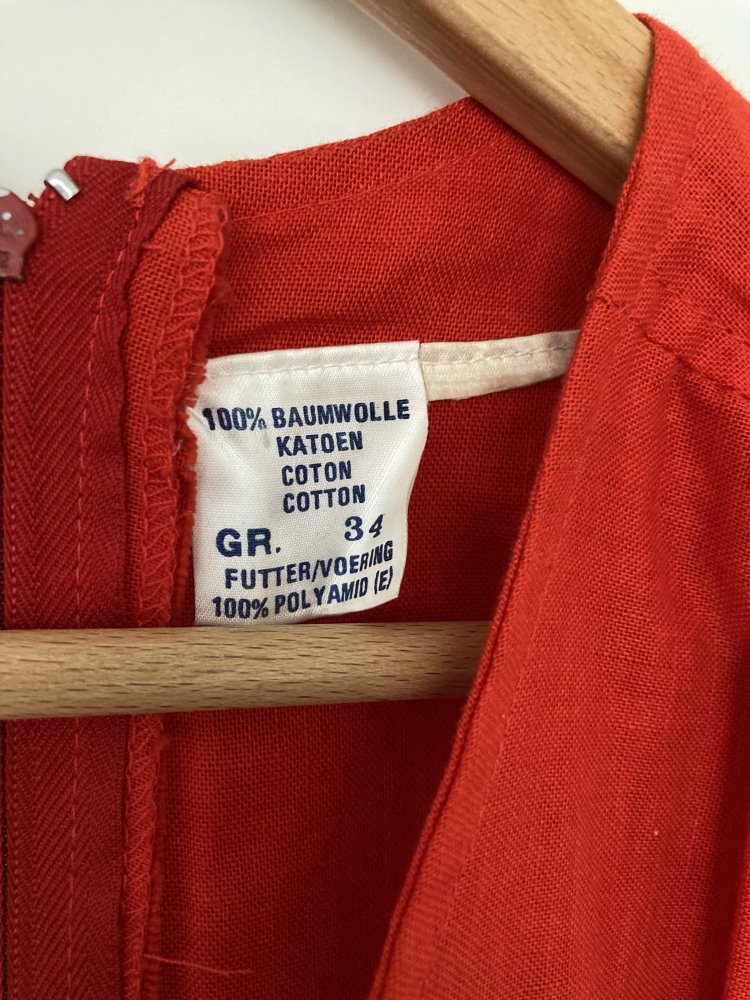 100% BAUMWOLLE
KATOEN
COTON
COTTON
GR. 34
FUTTER/VOERING
100% POLYAMID (E)